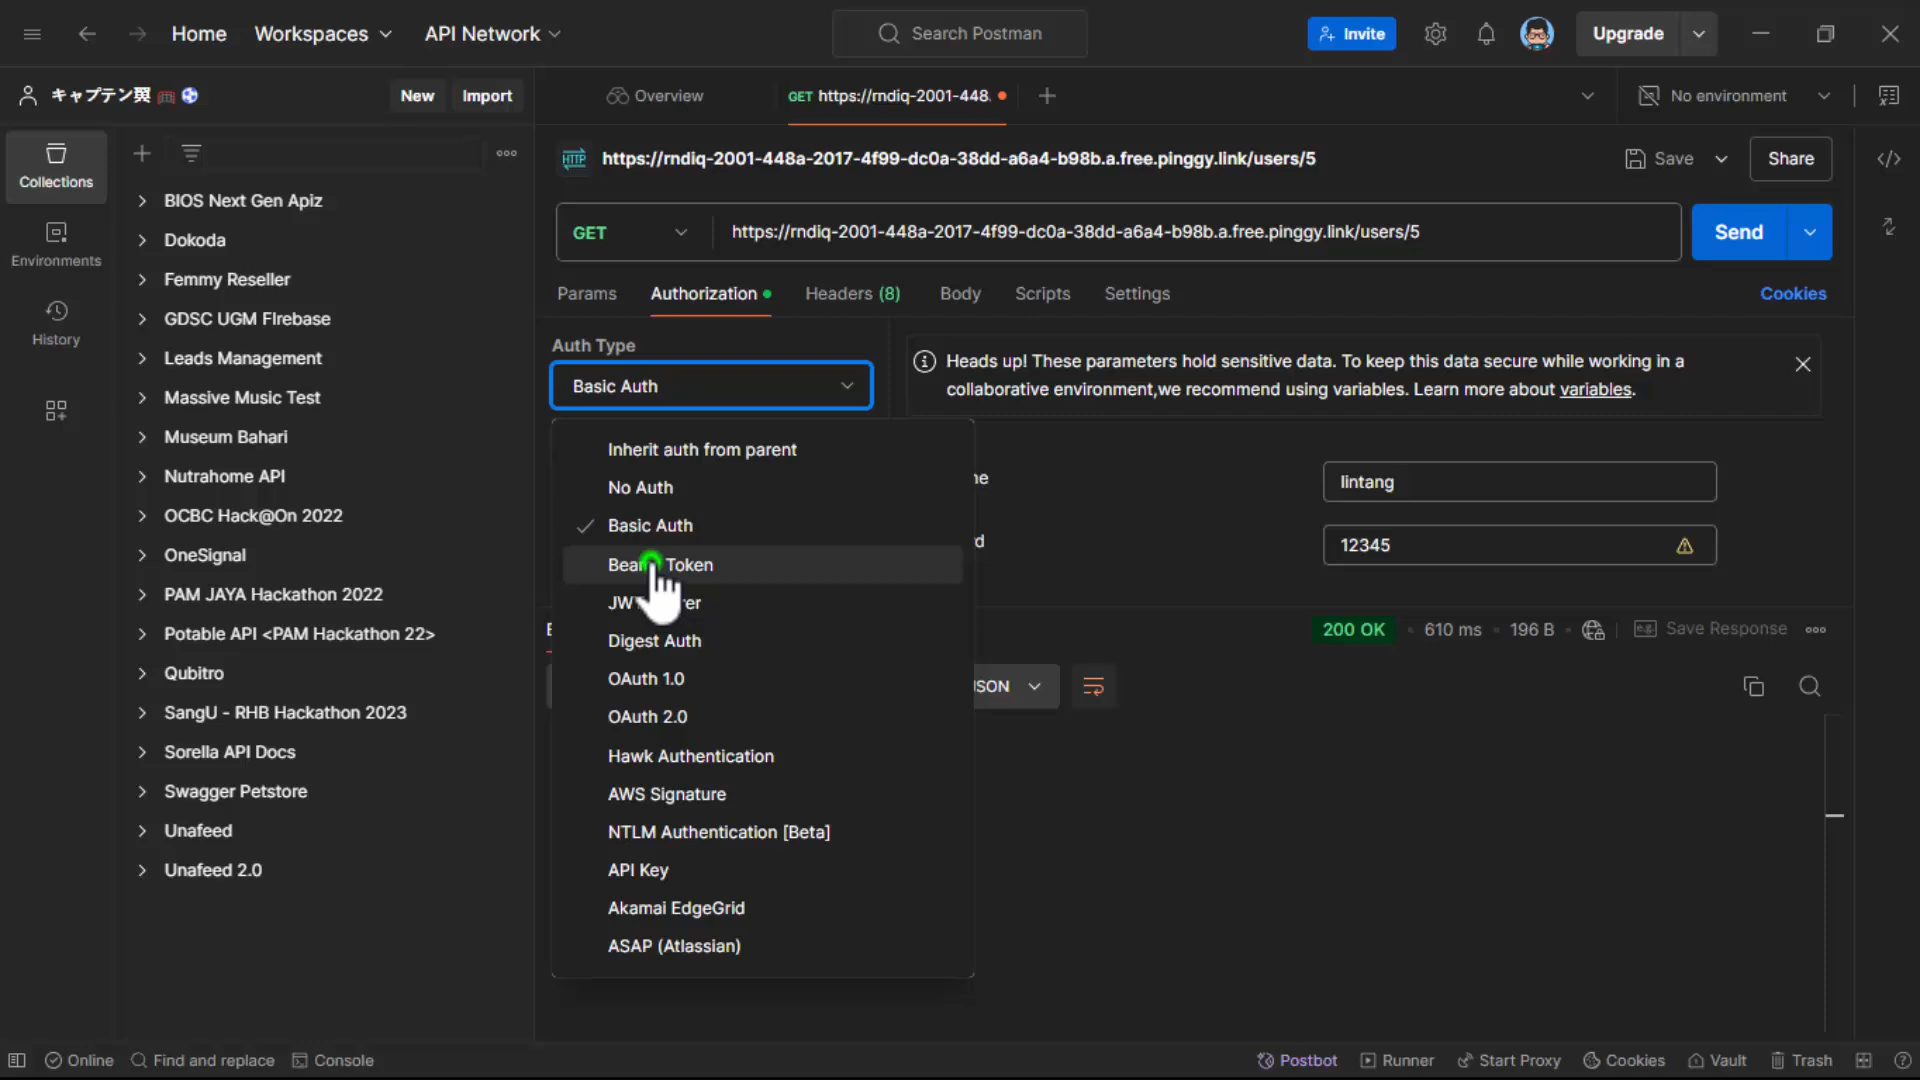 Home
Workspaces
API Network
Search Postman
Invite
Upgrade
キャプテン翼
New
Import
Overview
GET https://rndiq-2001-448.
No environment
Collections
Environments
History
BIOS Next Gen Apiz
Dokoda
Femmy Reseller
GDSC UGM FIrebase
Leads Management
Massive Music Test
Museum Bahari
Nutrahome API
OCBC Hack@On 2022
OneSignal
PAM JAYA Hackathon 2022
Potable API <PAM Hackathon 22>
Qubitro
SangU - RHB Hackathon 2023
Sorella API Docs
Swagger Petstore
Unafeed
Unafeed 2.0
HTTP https://rndiq-2001-448a-2017-4f99-dc0a-38dd-a6a4-b98b.a.free.pinggy.link/users/5
Save
Share
GET
https://rndiq-2001-448a-2017-4f99-dc0a-38dd-a6a4-b98b.a.free.pinggy.link/users/5
Send
Params
Authorization
Headers (8)
Body
Scripts
Settings
Cookies
Auth Type
Basic Auth
Heads up! These parameters hold sensitive data. To keep this data secure while working in a
collaborative environment,we recommend using variables. Learn more about variables.
Inherit auth from parent
No Auth
Basic Auth
Token
Digest Auth
OAuth 1.0
OAuth 2.0
Hawk Authentication
AWS Signature
NTLM Authentication [Beta]
API Key
Akamai EdgeGrid
ASAP (Atlassian)
lintang
12345
200 OK
610 ms
196 B
e.g. Save Response
Online
Find and replace
Console
Postbot
Runner
Start Proxy
Cookies
Vault
Trash